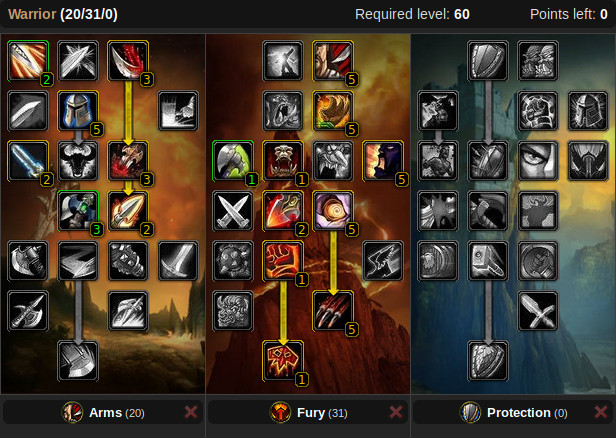 Warrior (20/31/0) Required level: 60 Points left: 0
2 3 5
5 5
2 3 1 1 5
3 2 2 5
1
5
1
Arms (20) Fury (31) Protection (0)